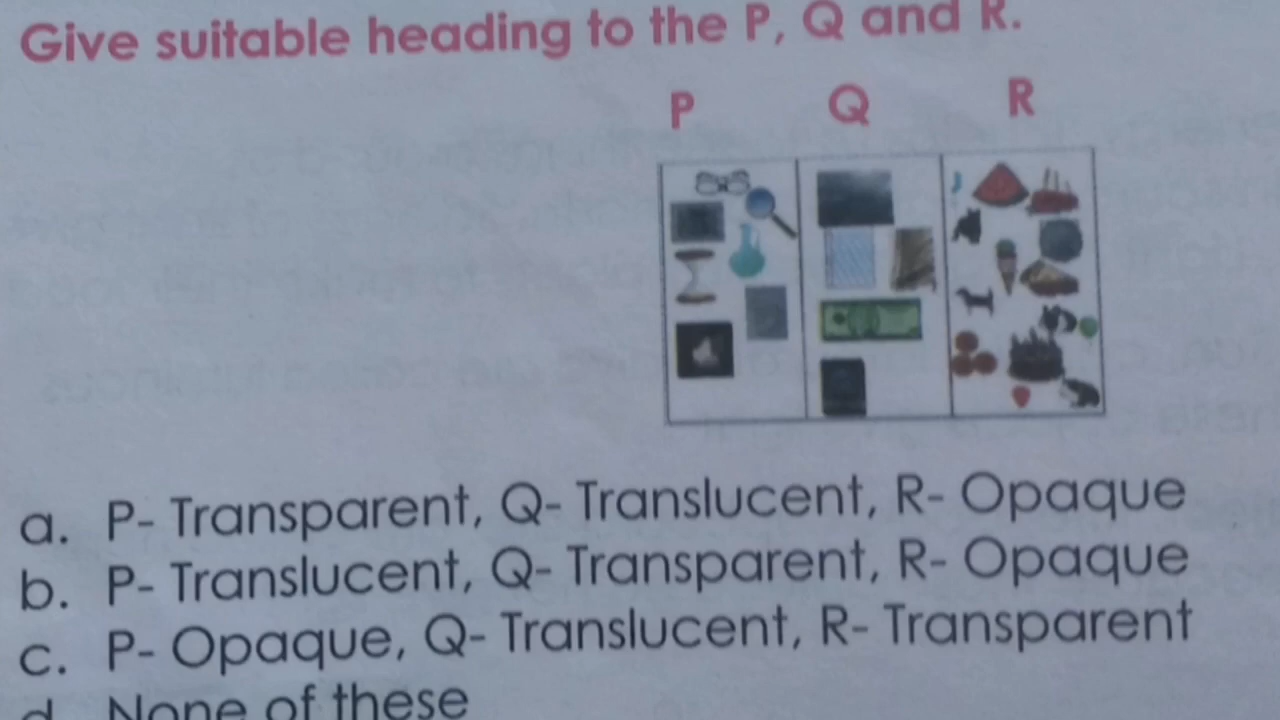 Give suitable heading to the P, Q and R.
P Q R
a. P- Transparent, Q- Translucent, R- Opaque
b. P- Translucent, Q- Transparent, R- Opaque
c. P- Opaque, Q- Translucent, R- Transparent
d. None of these